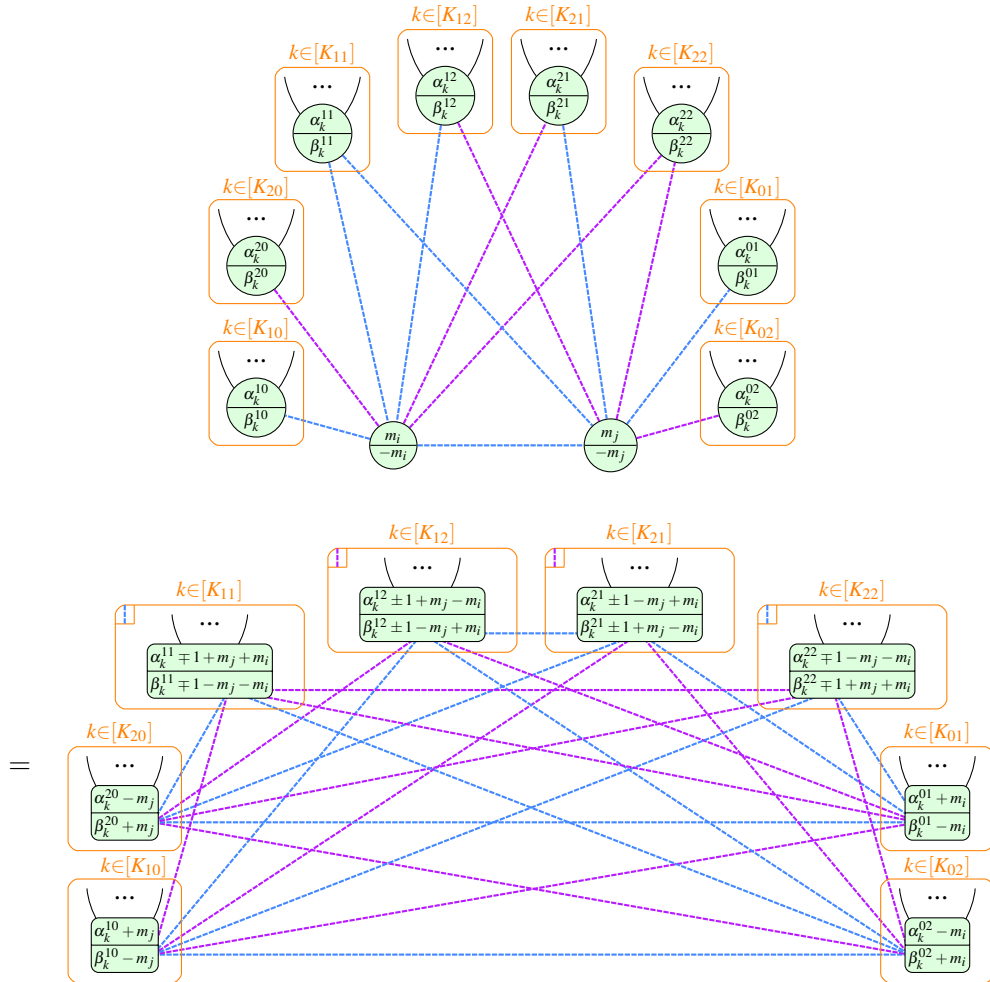 k∈[K₁₂] k∈[K₂₁]
k∈[K₁₁] ... ... k∈[K₂₂]
... α_k^{12} α_k^{21} ...
β_k^{12} β_k^{21}
α_k^{11} α_k^{22}
β_k^{11} β_k^{22}
k∈[K₂₀] k∈[K₀₁]
... ...
α_k^{20} α_k^{01}
β_k^{20} β_k^{01}
k∈[K₁₀] k∈[K₀₂]
... ...
α_k^{10} α_k^{02}
β_k^{10} β_k^{02}
m_i m_j
−m_i −m_j
k∈[K₁₂] k∈[K₂₁]
... ...
k∈[K₁₁] α_k^{12} ± 1 + m_j − m_i α_k^{21} ± 1 − m_j + m_i k∈[K₂₂]
... β_k^{12} ± 1 − m_j + m_i β_k^{21} ± 1 + m_j − m_i ...
α_k^{11} ∓ 1 + m_j + m_i α_k^{22} ∓ 1 − m_j − m_i
β_k^{11} ∓ 1 − m_j − m_i β_k^{22} ∓ 1 + m_j + m_i
k∈[K₂₀] k∈[K₀₁]
= ... ...
α_k^{20} − m_j α_k^{01} + m_i
β_k^{20} + m_j β_k^{01} − m_i
k∈[K₁₀] k∈[K₀₂]
... ...
α_k^{10} + m_j α_k^{02} − m_i
β_k^{10} − m_j β_k^{02} + m_i